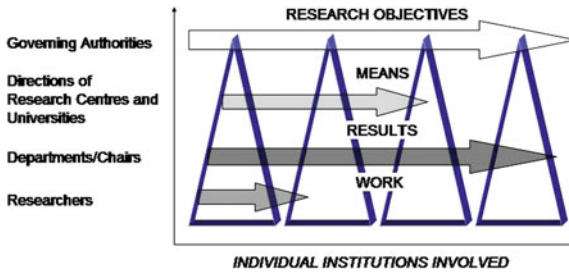 RESEARCH OBJECTIVES
Governing Authorities
MEANS
Directions of
Research Centres and
Universities
RESULTS
Departments/Chairs
WORK
Researchers
INDIVIDUAL INSTITUTIONS INVOLVED